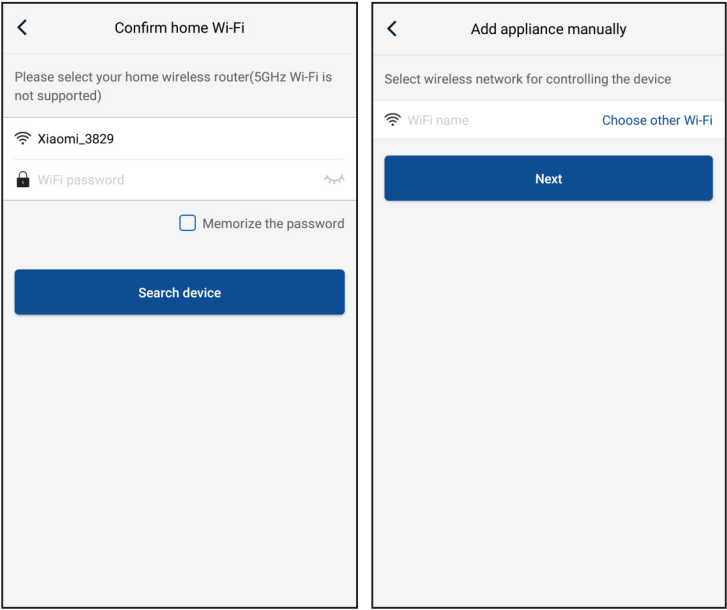 Confirm home Wi-Fi
Please select your home wireless router(5GHz Wi-Fi is
not supported)
Xiaomi_3829
WiFi password
Memorize the password
Search device
Add appliance manually
Select wireless network for controlling the device
WiFi name
Choose other Wi-Fi
Next